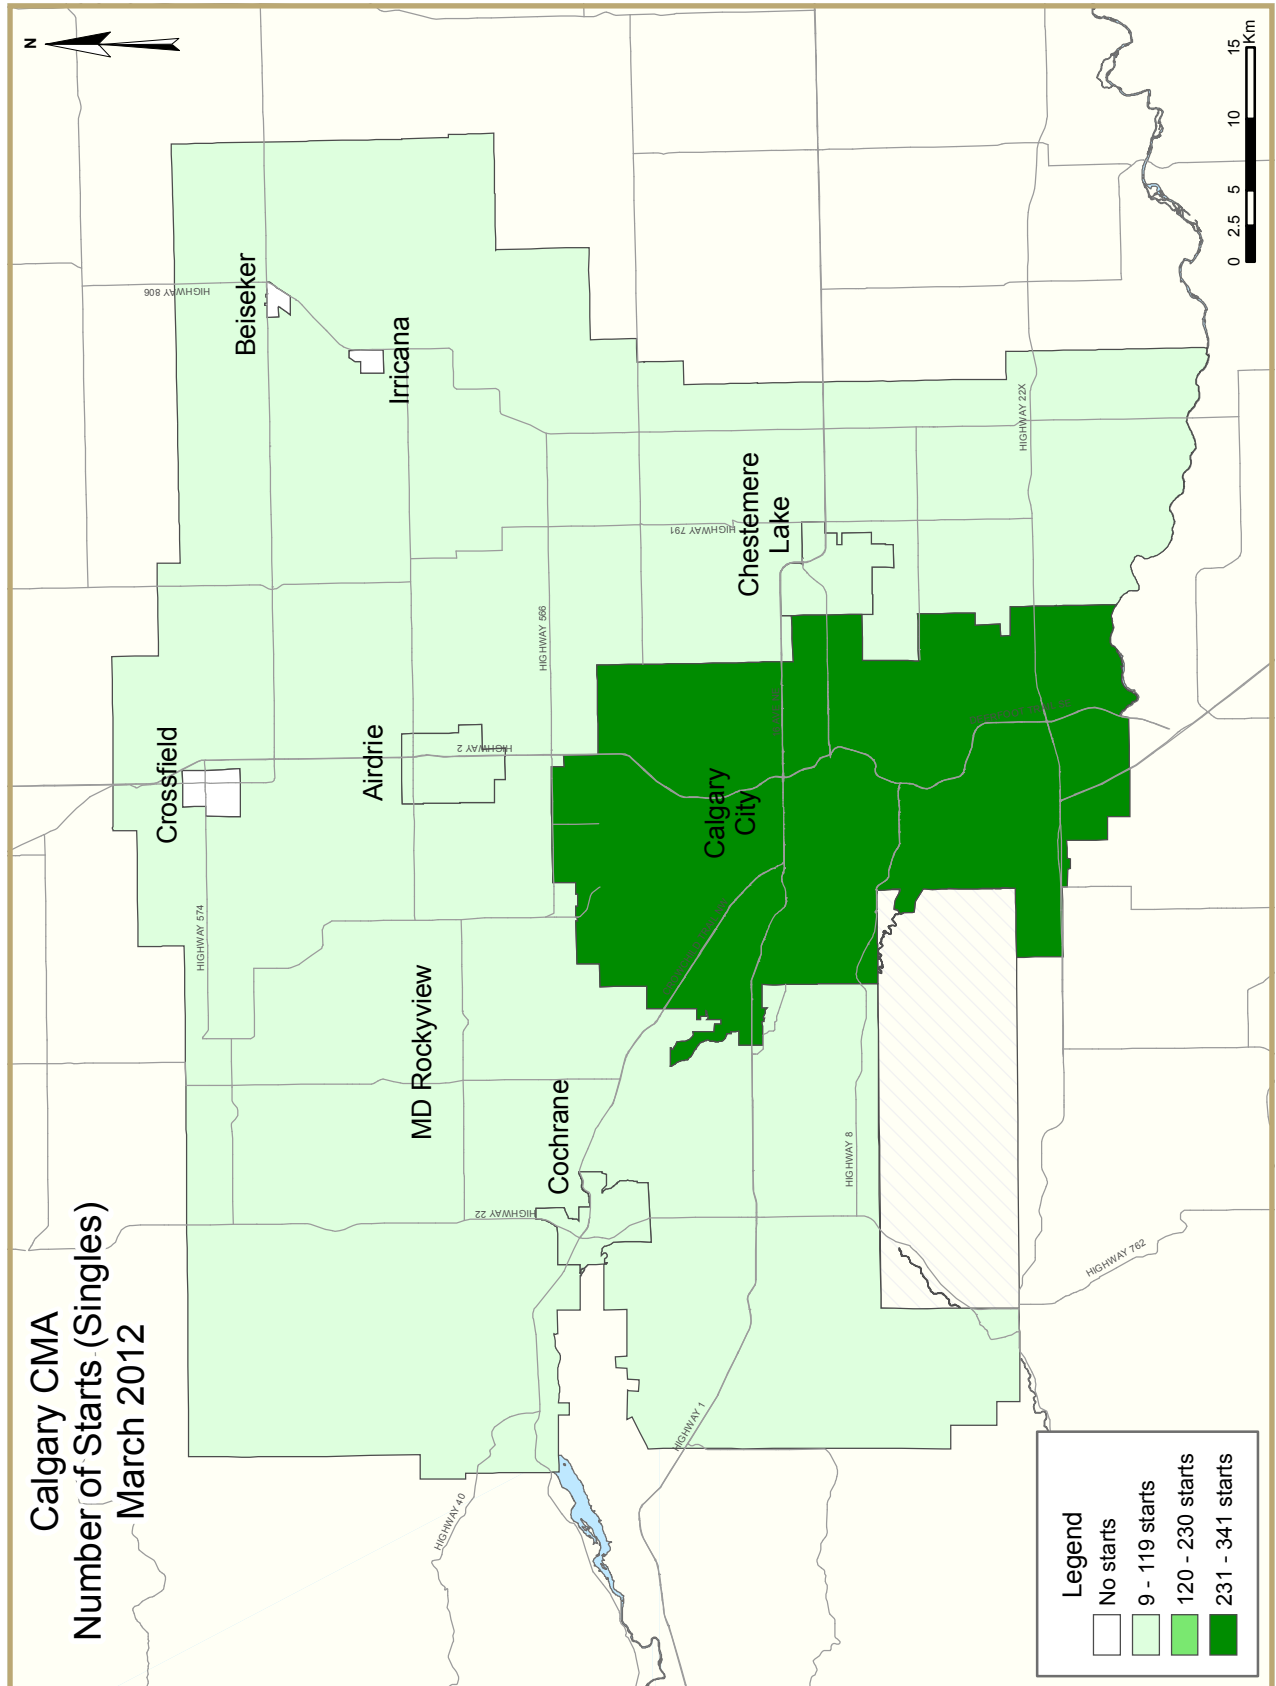 Calgary CMA
Number of Starts (Singles)
March 2012
N
Crossfield
Beiseker
Irricana
Airdrie
MD Rockyview
Cochrane
Calgary
City
Chestemere
Lake
HIGHWAY 806
HIGHWAY 574
HIGHWAY 2
HIGHWAY 566
HIGHWAY 791
HIGHWAY 22X
HIGHWAY 22
HIGHWAY 8
HIGHWAY 40
HIGHWAY 1
HIGHWAY 762
Legend
No starts
9 - 119 starts
120 - 230 starts
231 - 341 starts
0 2.5 5 10 15
Km